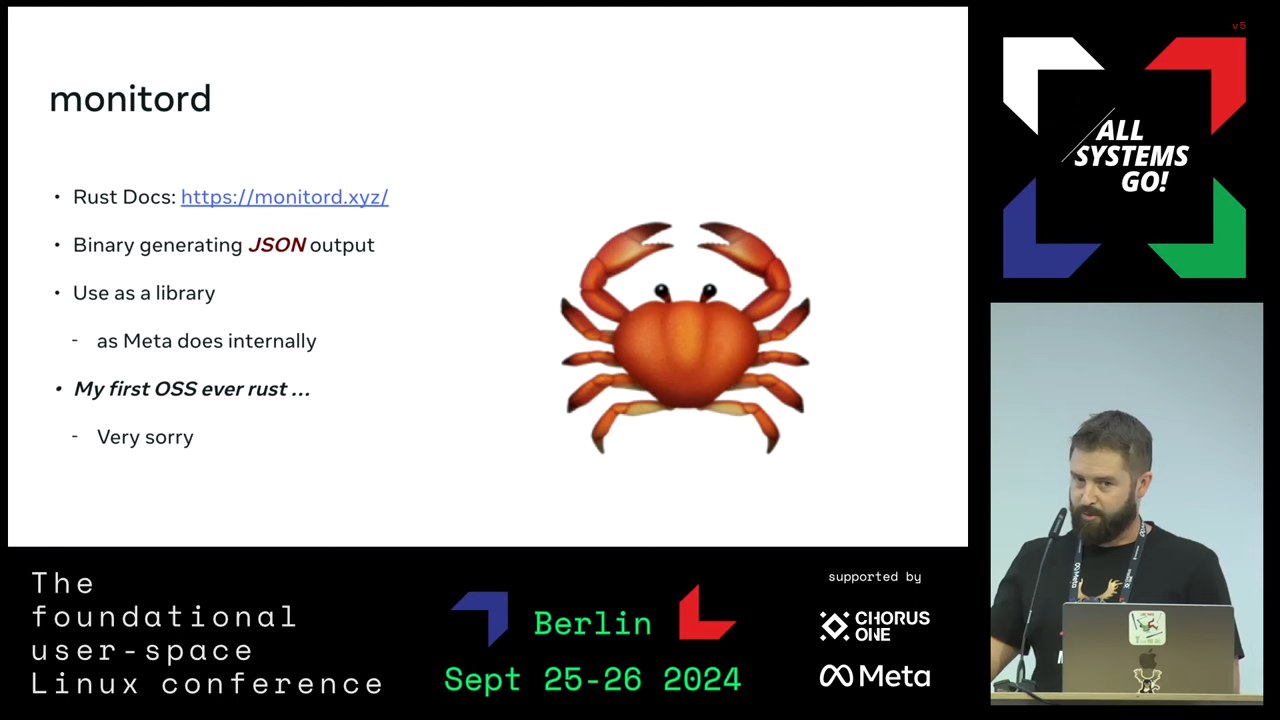 monitord
• Rust Docs: https://monitord.xyz/
• Binary generating JSON output
• Use as a library
- as Meta does internally
• My first OSS ever rust ...
- Very sorry
v5
ALL
SYSTEMS
GO!
The
foundational
user-space
Linux conference
Berlin
Sept 25-26 2024
supported by
CHORUS
ONE
Meta